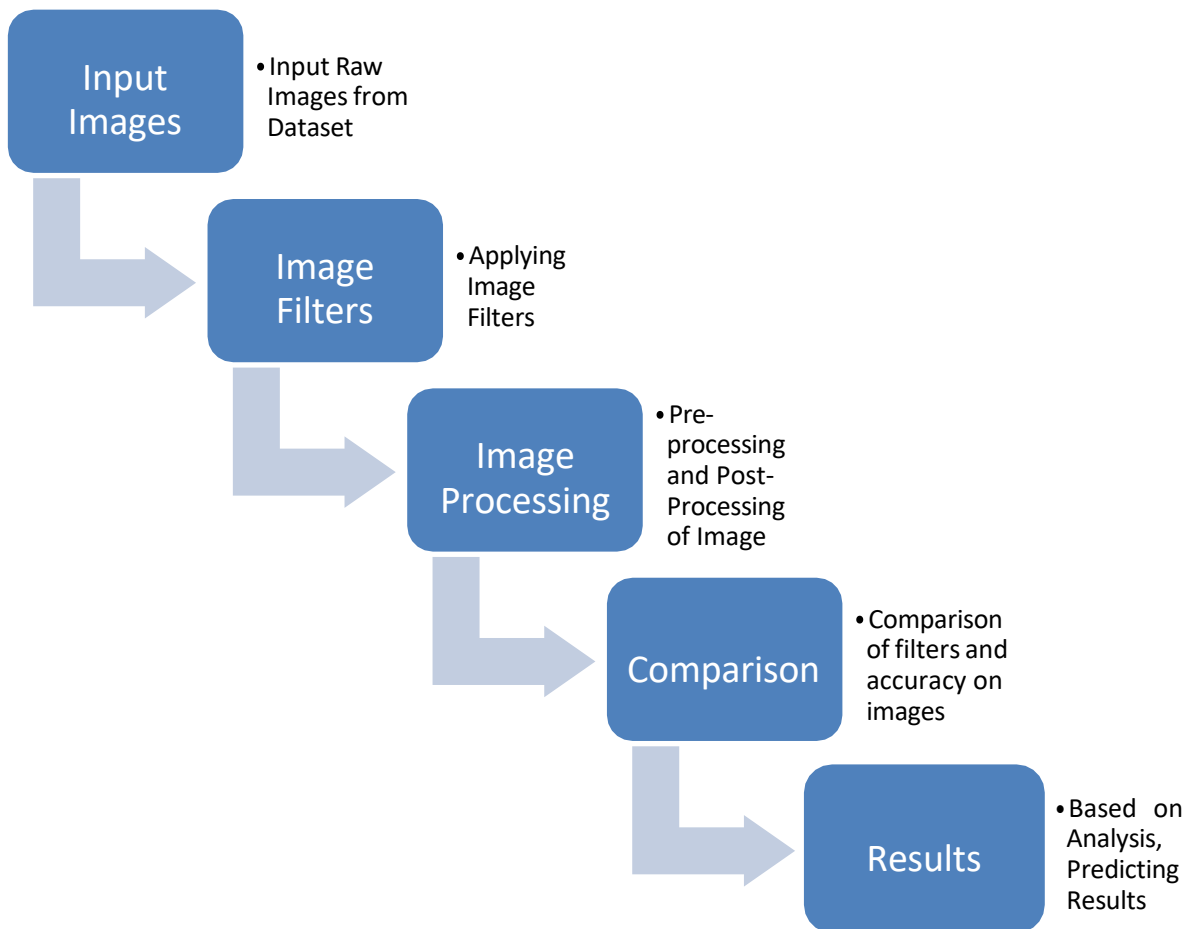 Input
Images
•Input Raw
Images from
Dataset
Image
Filters
•Applying
Image
Filters
Image
Processing
•Pre-
processing
and Post-
Processing
of Image
Comparison
•Comparison
of filters and
accuracy on
images
Results
•Based on
Analysis,
Predicting
Results